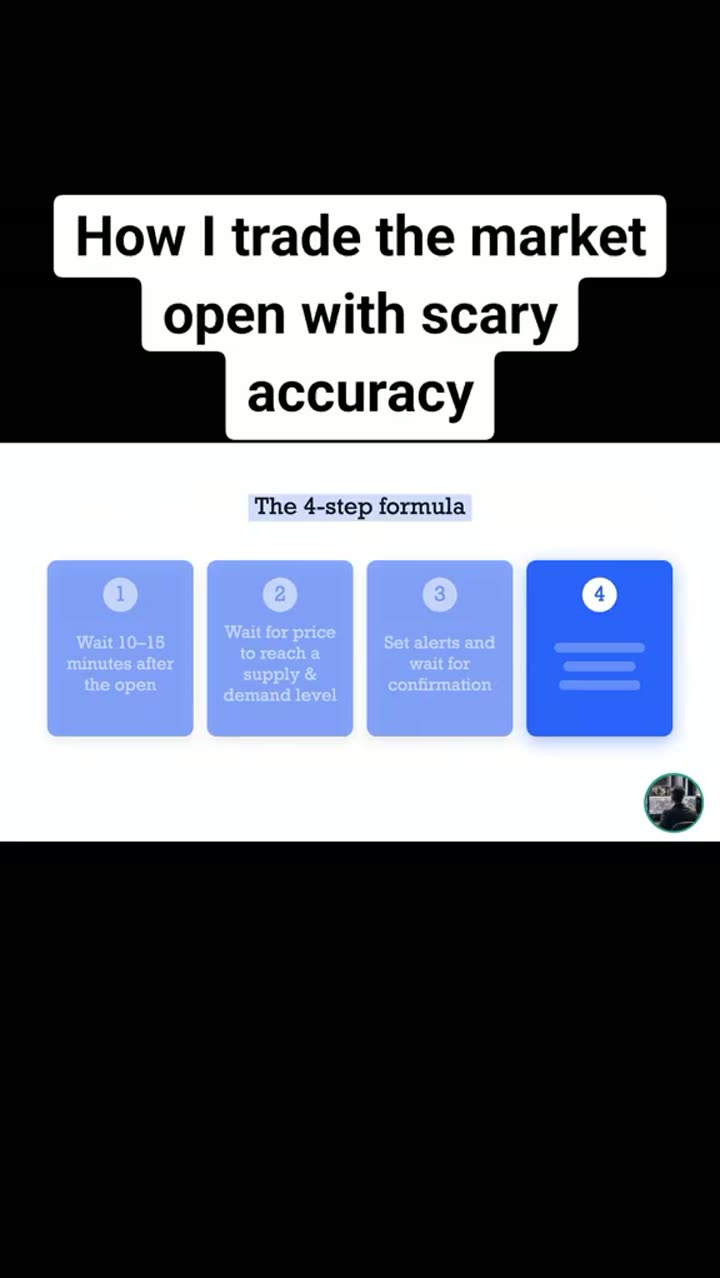 How I trade the market
open with scary
accuracy
The 4-step formula
1
Wait 10–15
minutes after
the open
2
Wait for price
to reach a
supply &
demand level
3
Set alerts and
wait for
confirmation
4